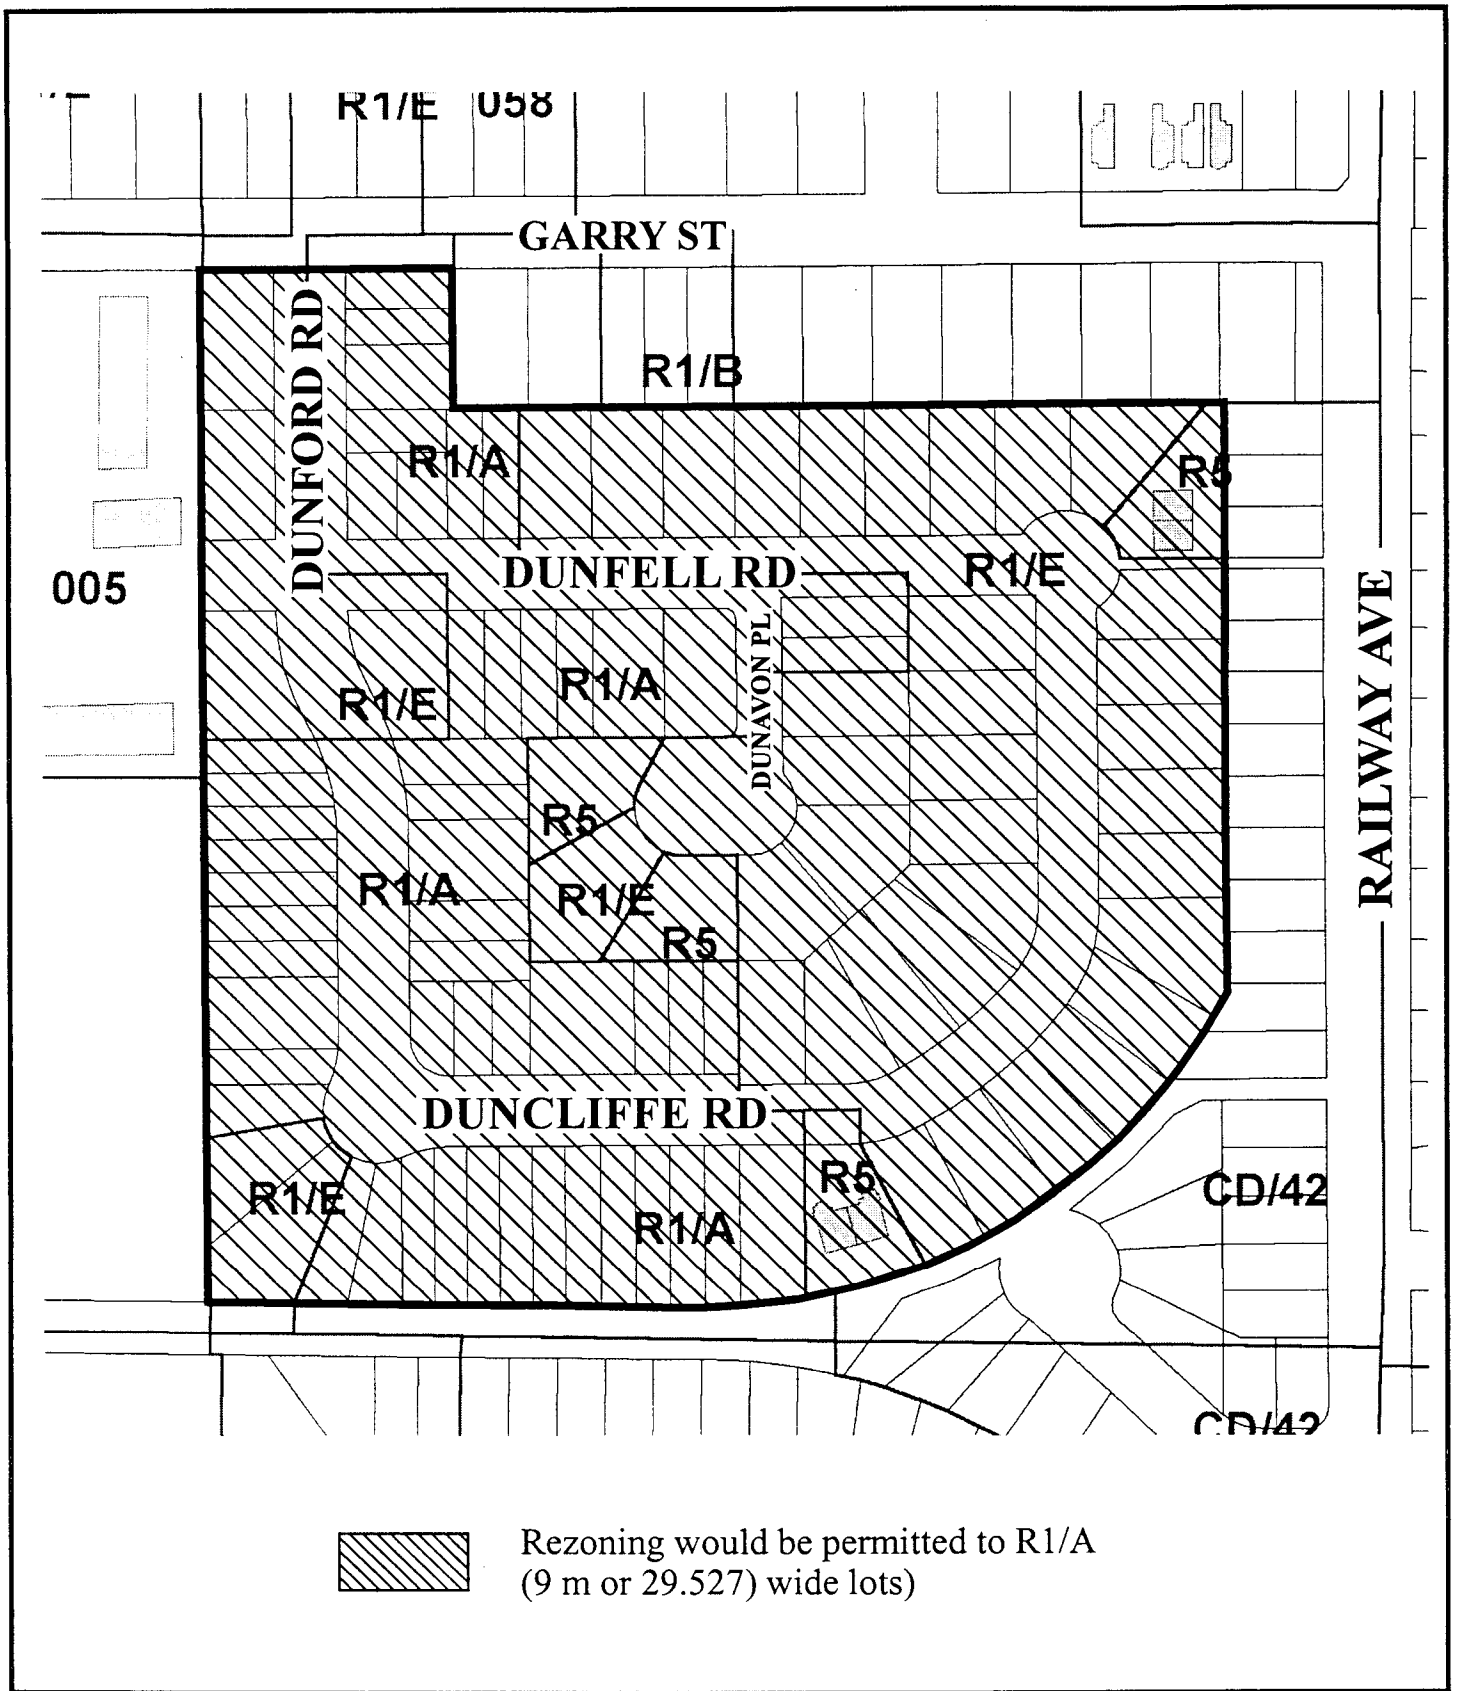 R1/E 058
GARRY ST
R1/B
DUNFORD RD
R1/A
R5
DUNFELL RD
R1/E
005
RAILWAY AVE
DUNAVON PL
R1/A
R1/E
R5
R1/A
R1/E
R5
DUNCLIFFE RD
R5
R1/E
R1/A
CD/42
CD/42
Rezoning would be permitted to R1/A
(9 m or 29.527) wide lots)